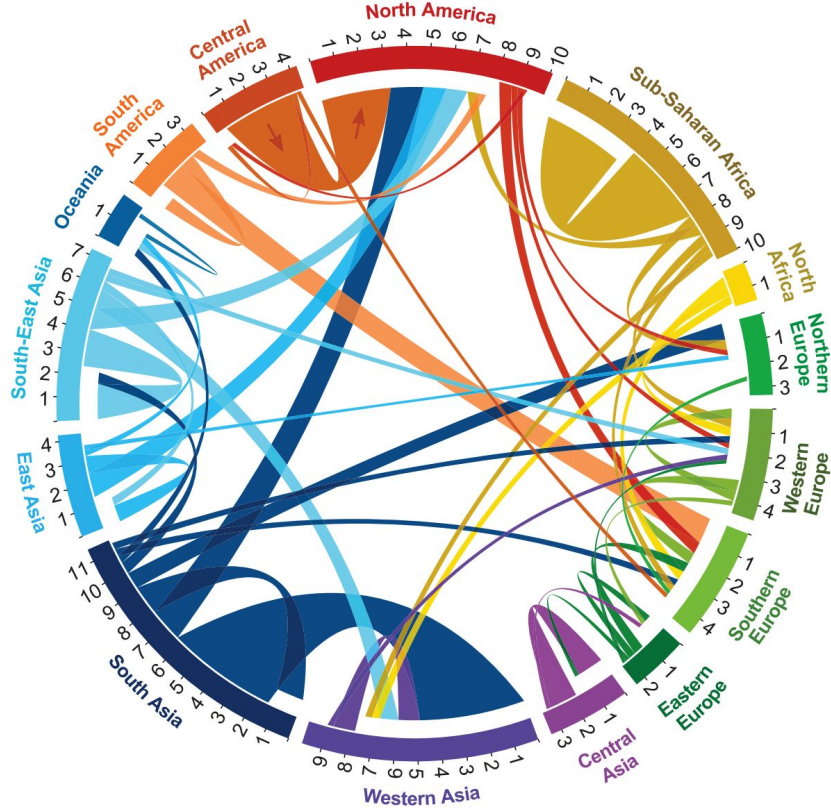 North America
1 2 3 4 5 6 7 8 9 10
Sub-Saharan Africa
1 2 3 4 5 6 7 8 9 10
North
Africa
1
Northern
Europe
1 2 3
Western
Europe
1 2 3 4
Southern
Europe
1 2 3 4
Eastern
Europe
1 2
Central
Asia
1 2 3
Western Asia
1 2 3 4 5 6 7 8 9
South Asia
1 2 3 4 5 6 7 8 9 10 11
East Asia
1 2 3 4
South-East Asia
1 2 3 4 5 6 7
Oceania
1
South
America
1 2 3
Central
America
1 2 3 4